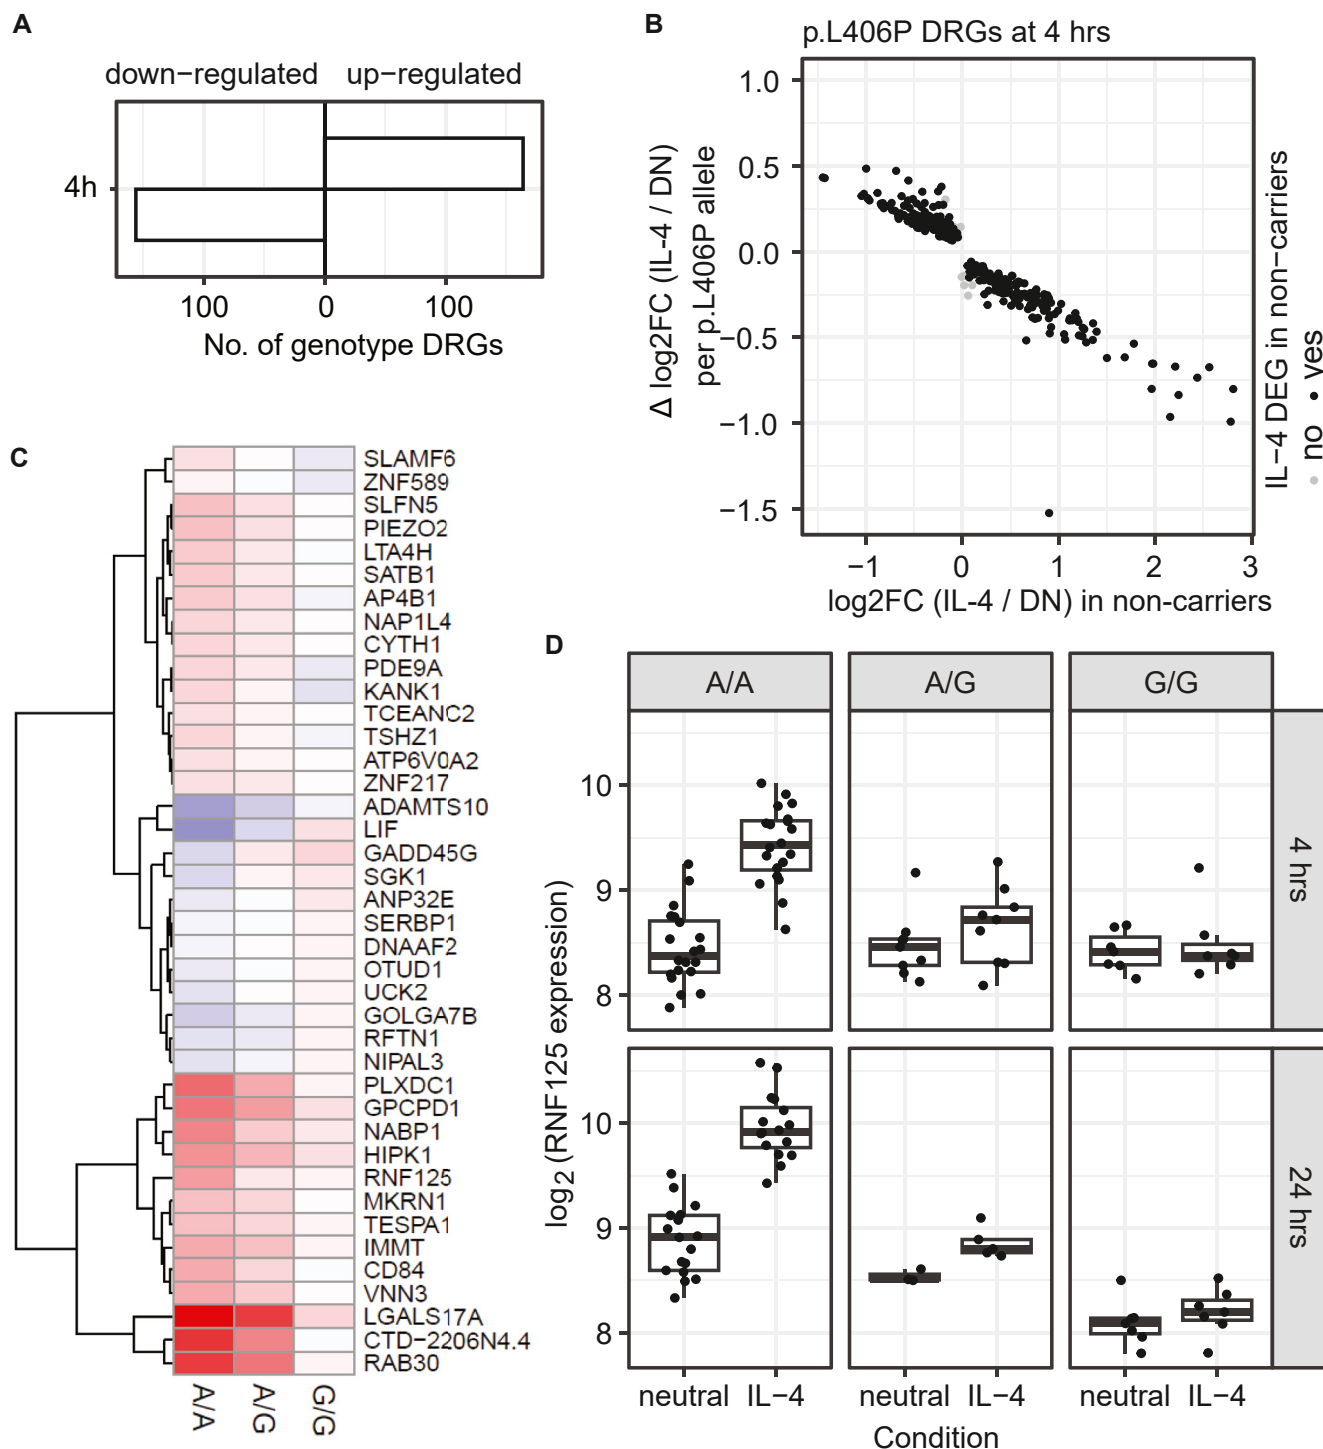 A
down−regulated up−regulated
4h
100 0 100
No. of genotype DRGs
B
p.L406P DRGs at 4 hrs
Δ log2FC (IL-4 / DN)
per p.L406P allele
1.0
0.5
0.0
−0.5
−1.0
−1.5
−1 0 1 2 3
log2FC (IL-4 / DN) in non−carriers
IL−4 DEG in non−carriers
no yes
C
SLAMF6
ZNF589
SLFN5
PIEZO2
LTA4H
SATB1
AP4B1
NAP1L4
CYTH1
PDE9A
KANK1
TCEANC2
TSHZ1
ATP6V0A2
ZNF217
ADAMTS10
LIF
GADD45G
SGK1
ANP32E
SERBP1
DNAAF2
OTUD1
UCK2
GOLGA7B
RFTN1
NIPAL3
PLXDC1
GPCPD1
NABP1
HIPK1
RNF125
MKRN1
TESPA1
IMMT
CD84
VNN3
LGALS17A
CTD−2206N4.4
RAB30
A/A A/G G/G
D
A/A A/G G/G
log2 (RNF125 expression)
10
9
8
4 hrs
10
9
8
24 hrs
neutral IL−4 neutral IL−4 neutral IL−4
Condition